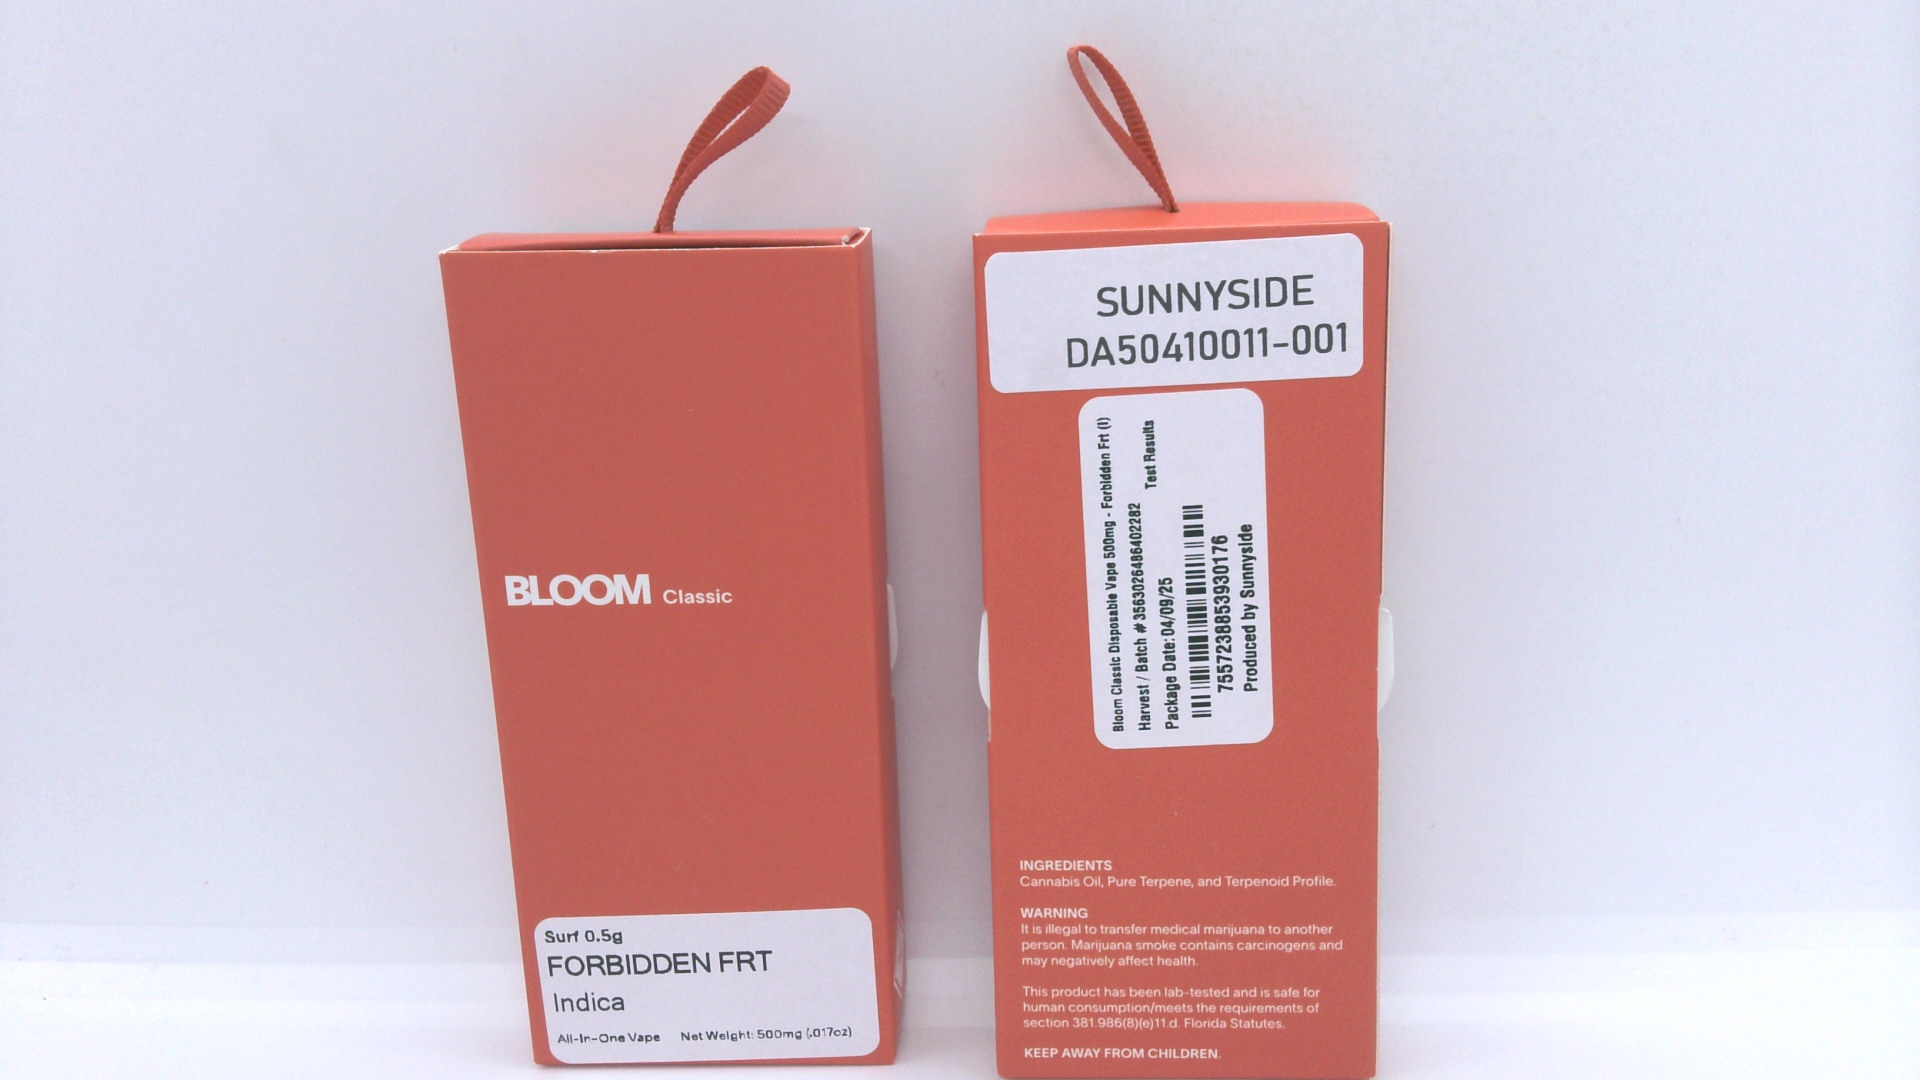 BLOOM Classic
Surf 0.5g
FORBIDDEN FRT
Indica
All-In-One Vape Net Weight: 500mg (.017oz)
SUNNYSIDE
DA50410011-001
Bloom Classic Disposable Vape 500mg - Forbidden Frt (I)
Harvest / Batch # 3563026486402282 Test Results
Package Date: 04/09/25
7557238853930176
Produced by Sunnyside
INGREDIENTS
Cannabis Oil, Pure Terpene, and Terpenoid Profile.
WARNING
It is illegal to transfer medical marijuana to another
person. Marijuana smoke contains carcinogens and
may negatively affect health.
This product has been lab-tested and is safe for
human consumption/meets the requirements of
section 381.986(8)(e)11.d. Florida Statutes.
KEEP AWAY FROM CHILDREN.